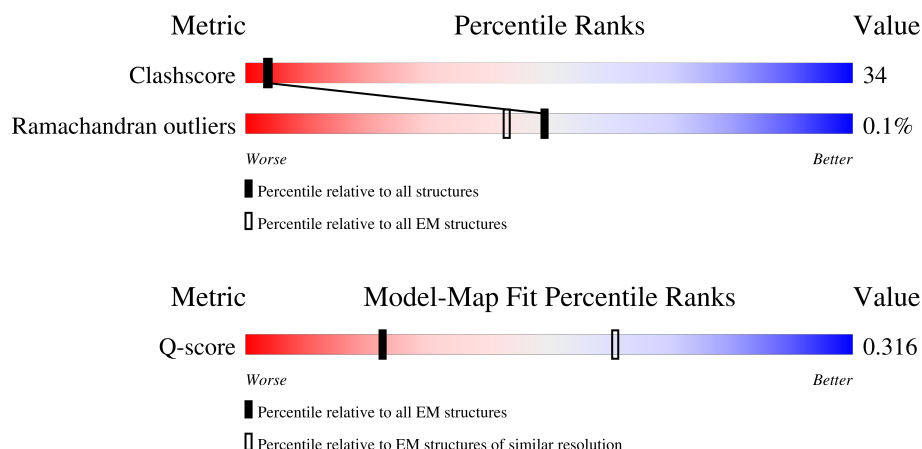 Metric Percentile Ranks Value
Clashscore 34
Ramachandran outliers 0.1%
Worse Better
Percentile relative to all structures
Percentile relative to all EM structures
Metric Model-Map Fit Percentile Ranks Value
Q-score 0.316
Worse Better
Percentile relative to all EM structures
Percentile relative to EM structures of similar resolution